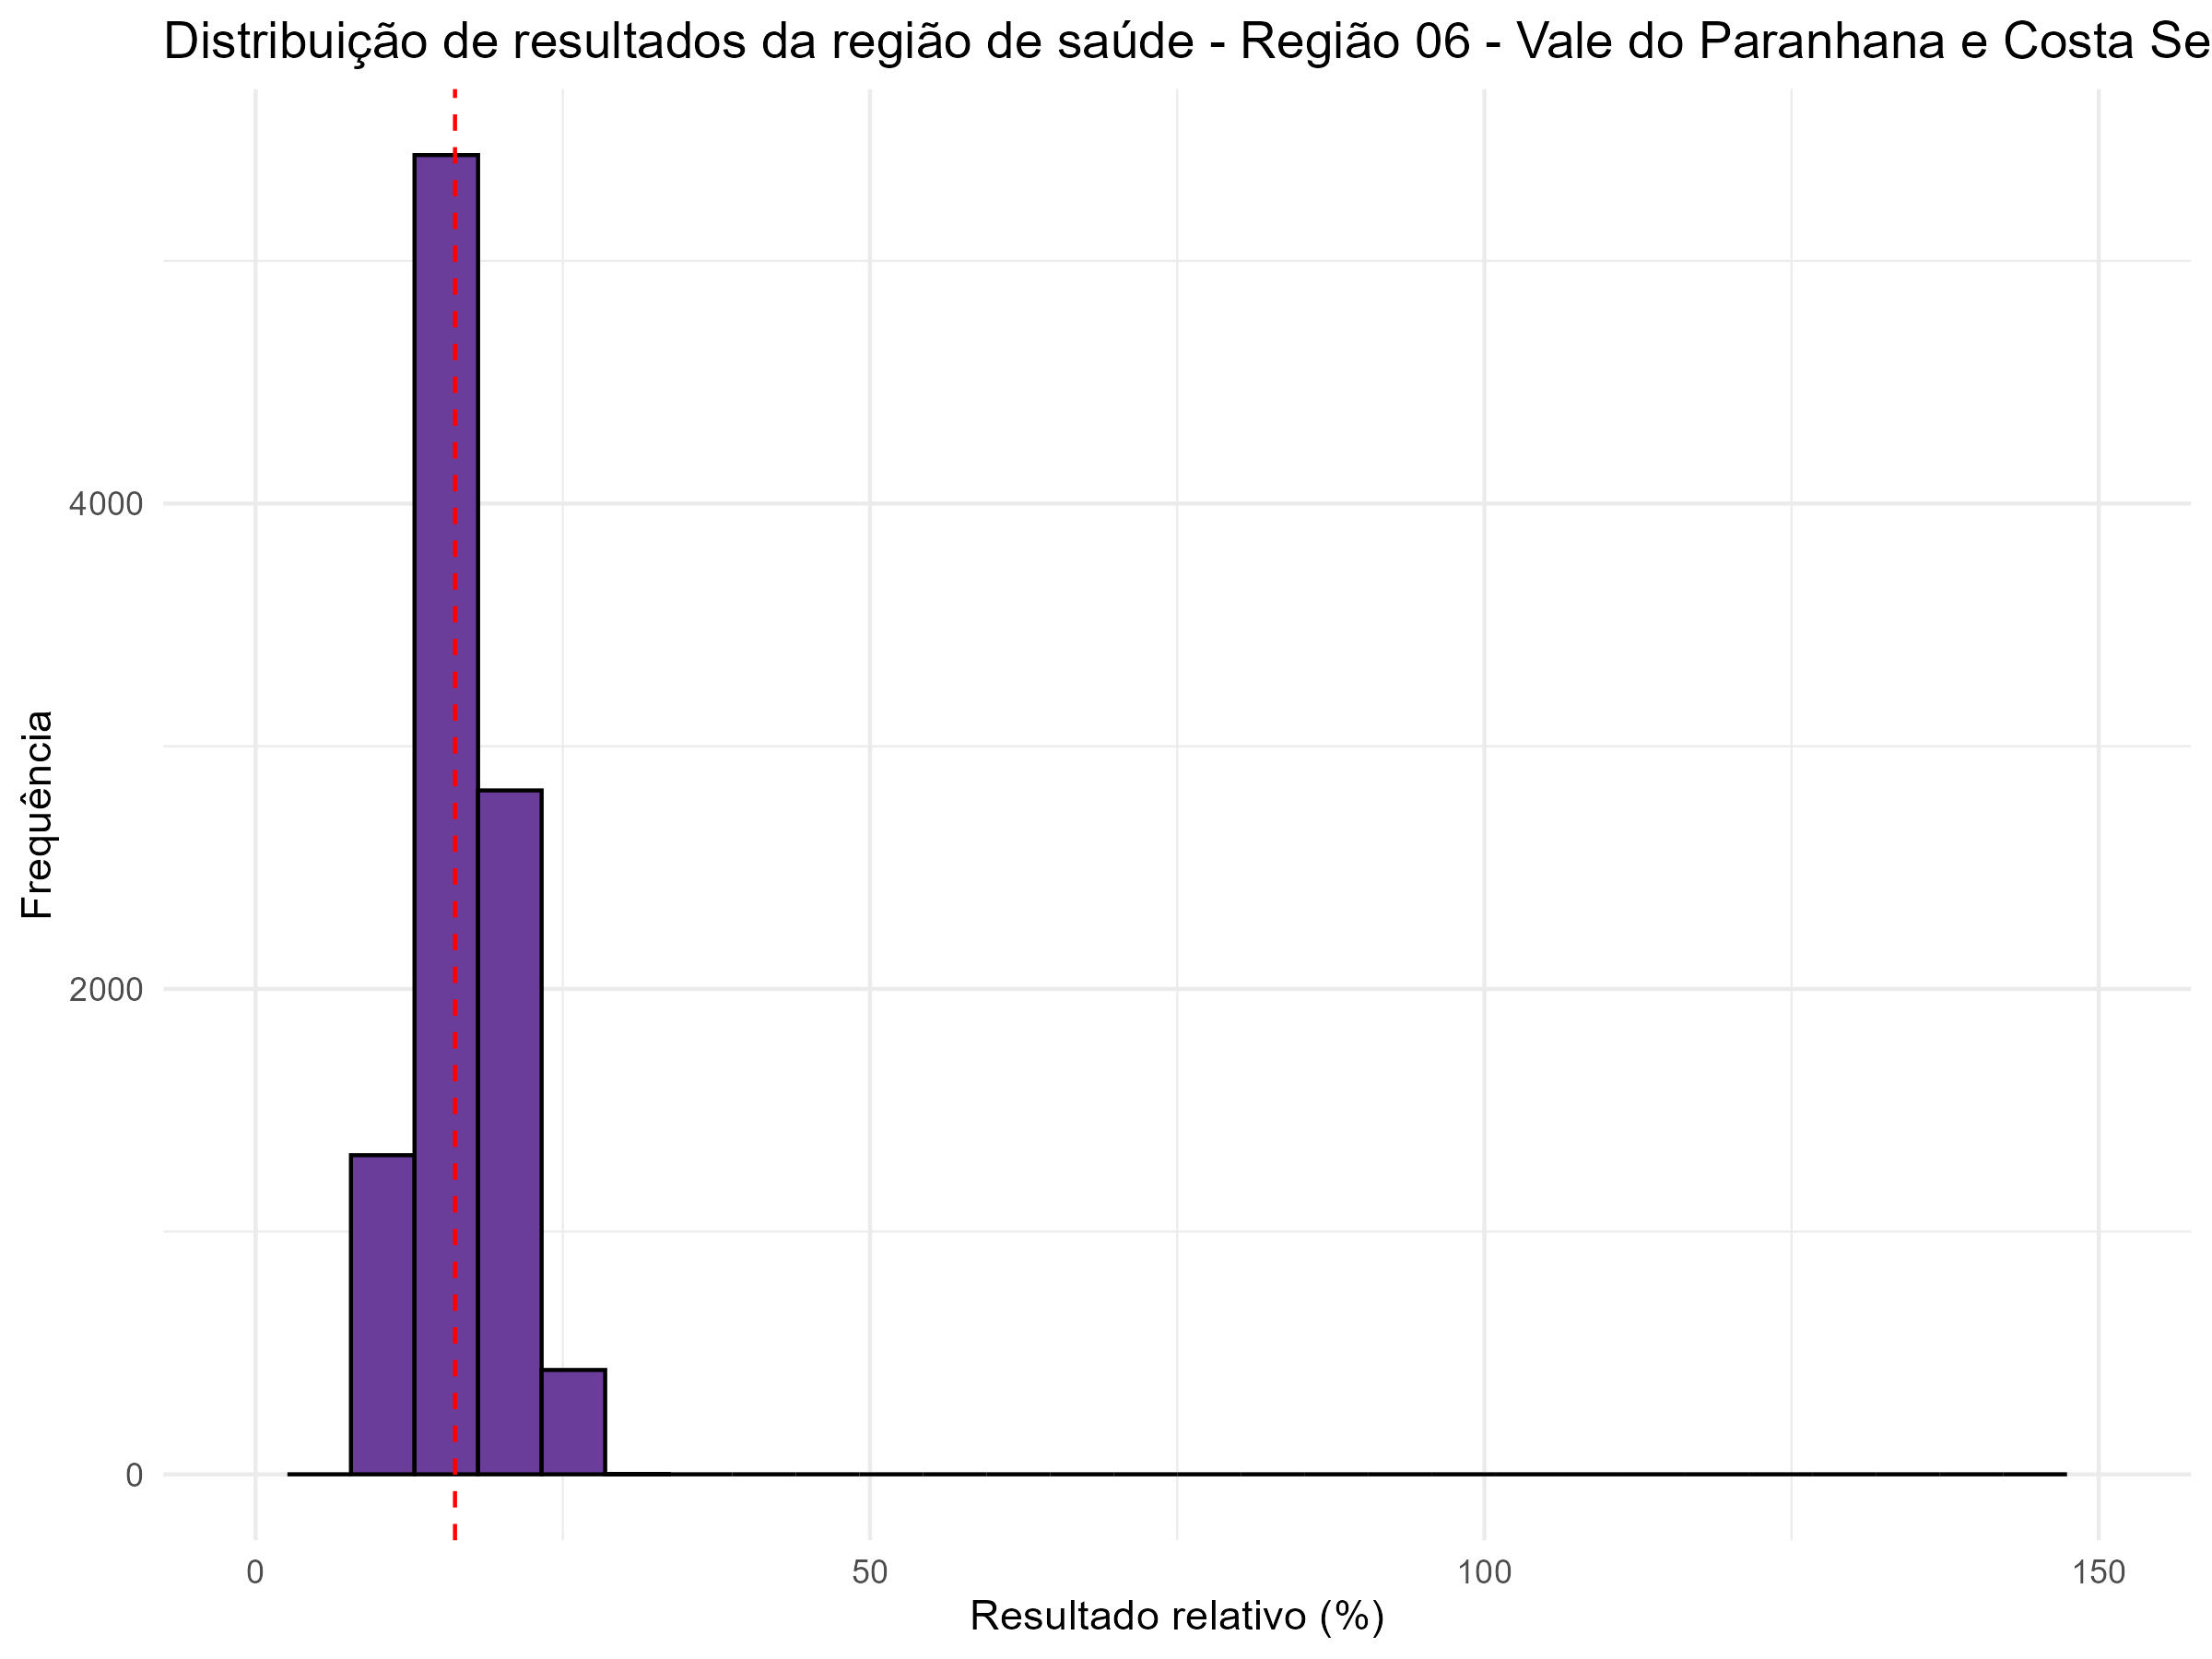 Distribuição de resultados da região de saúde - Região 06 - Vale do Paranhana e Costa Se
Frequência
4000
2000
0
0 50 100 150
Resultado relativo (%)